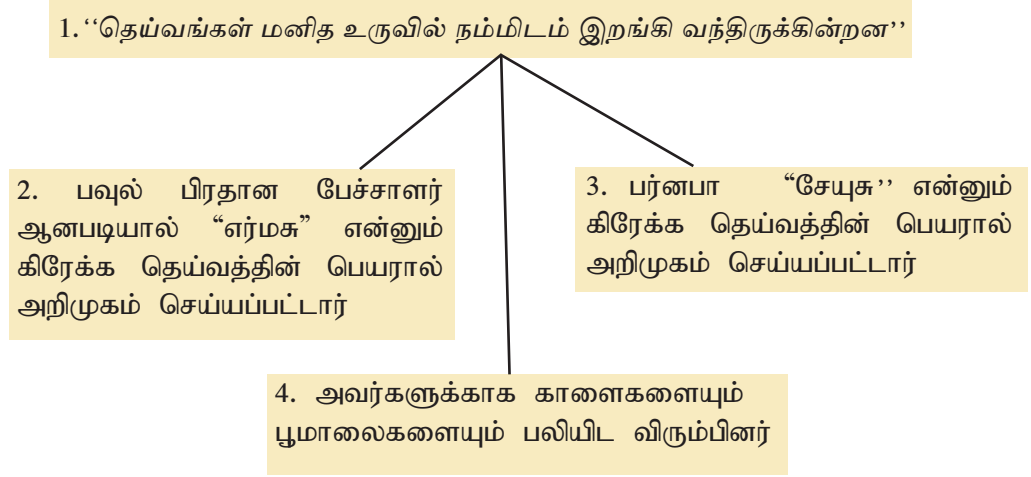 1. ‘‘தெய்வங்கள் மனித உருவில் நம்மிடம் இறங்கி வந்திருக்கின்றன’’
2. பவுல் பிரதான பேச்சாளர்
ஆனபடியால் “எர்மசு” என்னும்
கிரேக்க தெய்வத்தின் பெயரால்
அறிமுகம் செய்யப்பட்டார்
3. பர்னபா “சேயுசு’’ என்னும்
கிரேக்க தெய்வத்தின் பெயரால்
அறிமுகம் செய்யப்பட்டார்
4. அவர்களுக்காக காளைகளையும்
பூமாலைகளையும் பலியிட விரும்பினர்